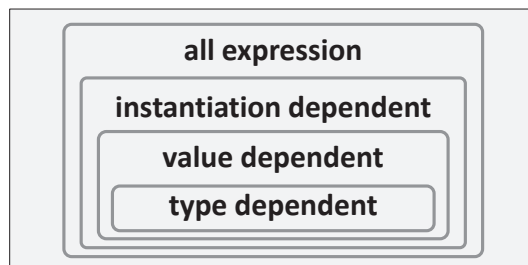 all expression
instantiation dependent
value dependent
type dependent